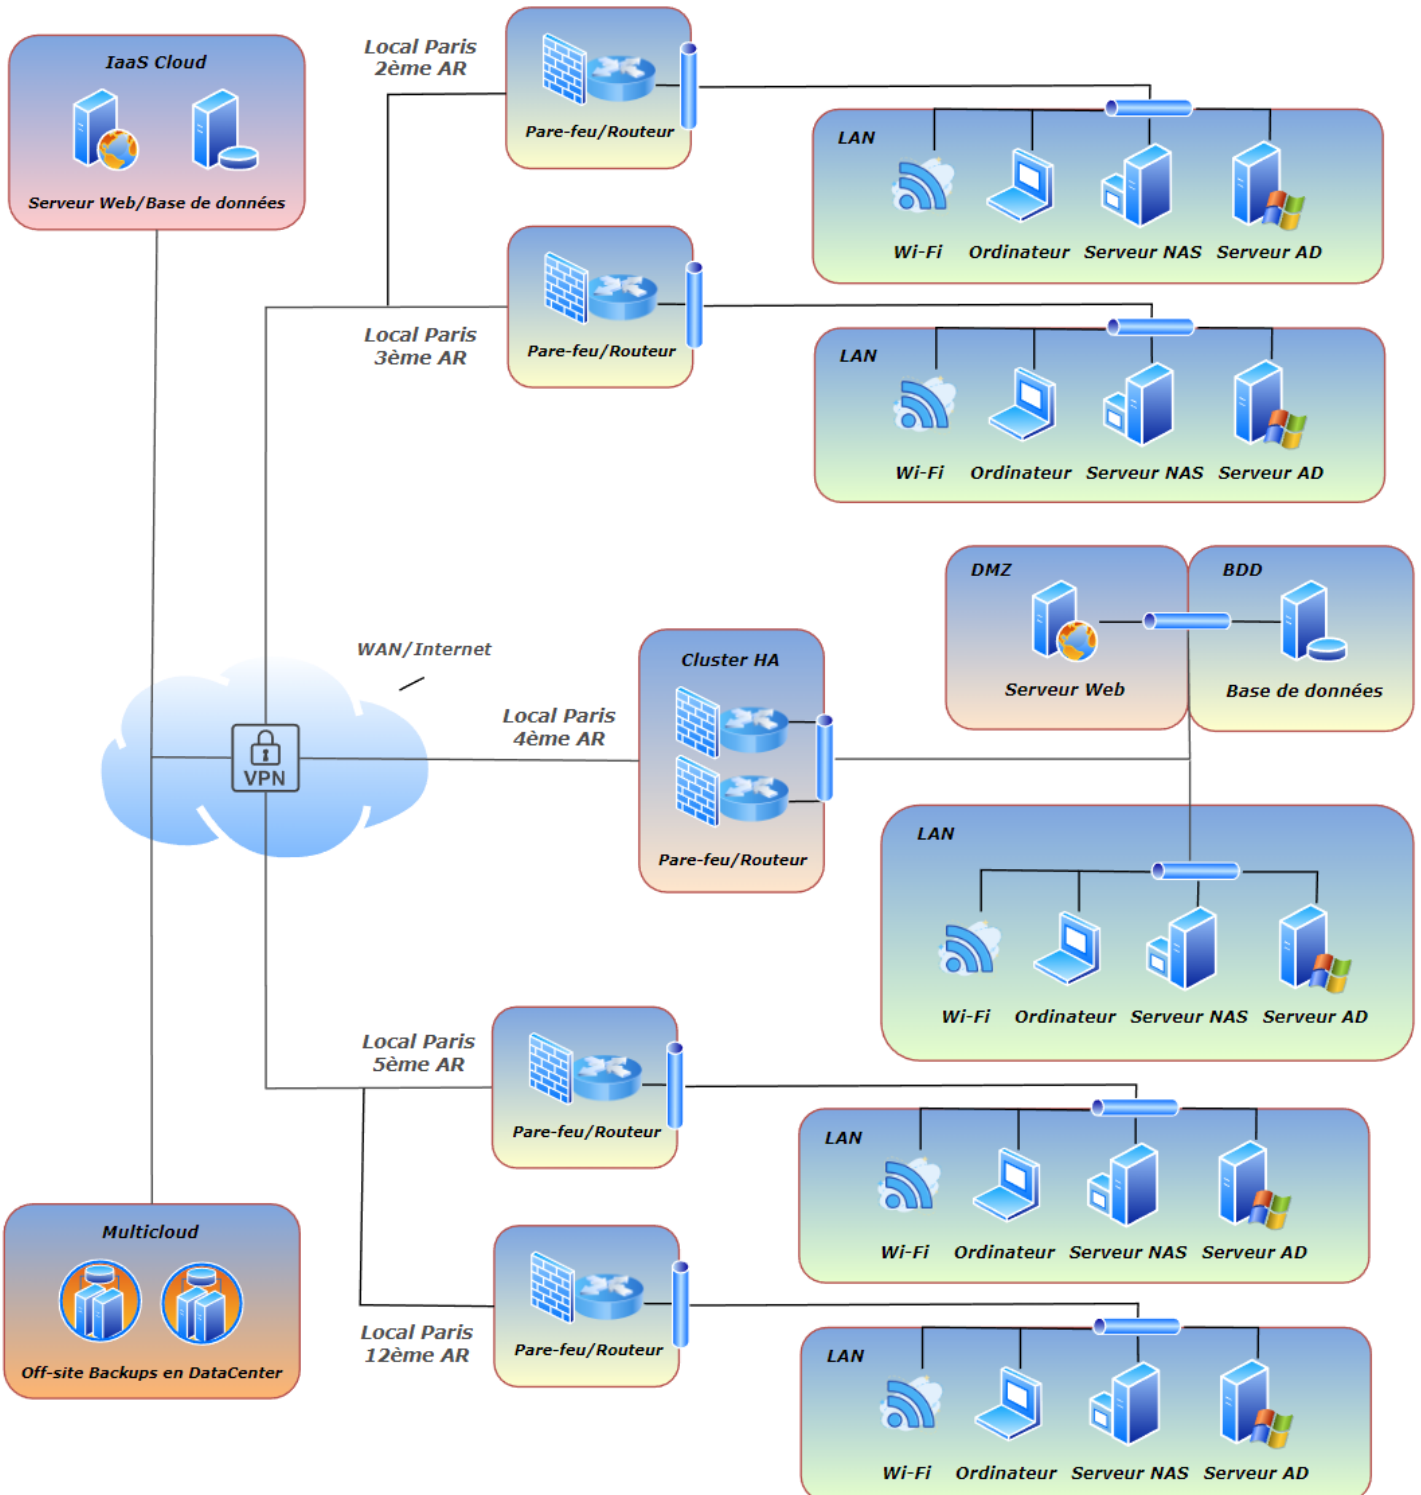 IaaS Cloud
Serveur Web/Base de données
Local Paris
2ème AR
Pare-feu/Routeur
LAN
Wi-Fi
Ordinateur
Serveur NAS
Serveur AD
Local Paris
3ème AR
Pare-feu/Routeur
LAN
Wi-Fi
Ordinateur
Serveur NAS
Serveur AD
WAN/Internet
VPN
Local Paris
4ème AR
Cluster HA
Pare-feu/Routeur
DMZ
Serveur Web
BDD
Base de données
LAN
Wi-Fi
Ordinateur
Serveur NAS
Serveur AD
Local Paris
5ème AR
Pare-feu/Routeur
LAN
Wi-Fi
Ordinateur
Serveur NAS
Serveur AD
Multicloud
Off-site Backups en DataCenter
Local Paris
12ème AR
Pare-feu/Routeur
LAN
Wi-Fi
Ordinateur
Serveur NAS
Serveur AD